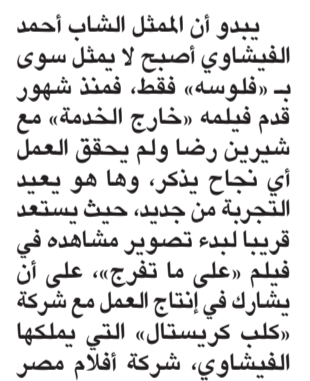 يبدو أن الممثل الشاب أحمد
الفيشاوي أصبح لا يمثل سوى
بـ «فلوسه» فقط، فمنذ شهور
قدم فيلمه «خارج الخدمة» مع
شيرين رضا ولم يحقق العمل
أي نجاح يذكر، وها هو يعيد
التجربة من جديد، حيث يستعد
قريبا لبدء تصوير مشاهده في
فيلم «على ما تفرج»، على أن
يشارك في إنتاج العمل مع شركة
«كلب كريستال» التي يملكها
الفيشاوي، شركة أفلام مصر